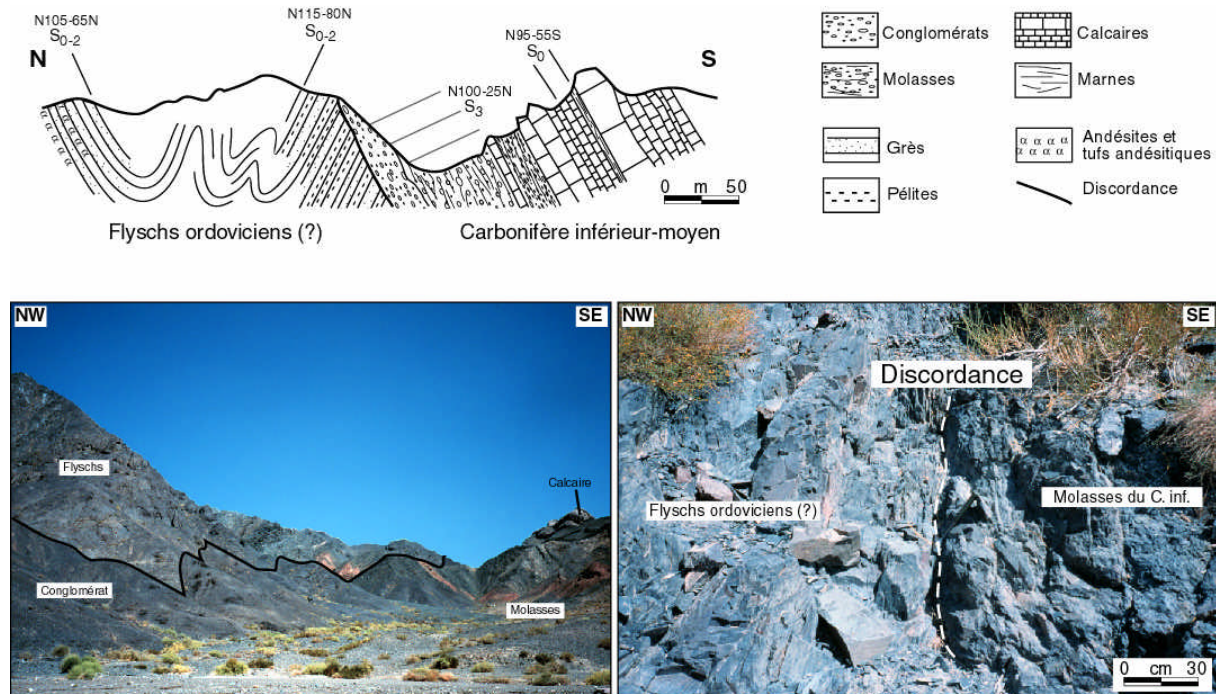 N105-65N
S0-2
N115-80N
S0-2
N95-55S
S0
N
S
N100-25N
S3
0 m 50
Flyschs ordoviciens (?)
Carbonifère inférieur-moyen
Conglomérats
Calcaires
Molasses
Marnes
Grès
Andésites et
tufs andésitiques
α α α α
α α α α
Pélites
Discordance
NW
SE
Flyschs
Calcaire
Conglomérat
Molasses
NW
SE
Discordance
Flyschs ordoviciens (?)
Molasses du C. inf.
0 cm 30